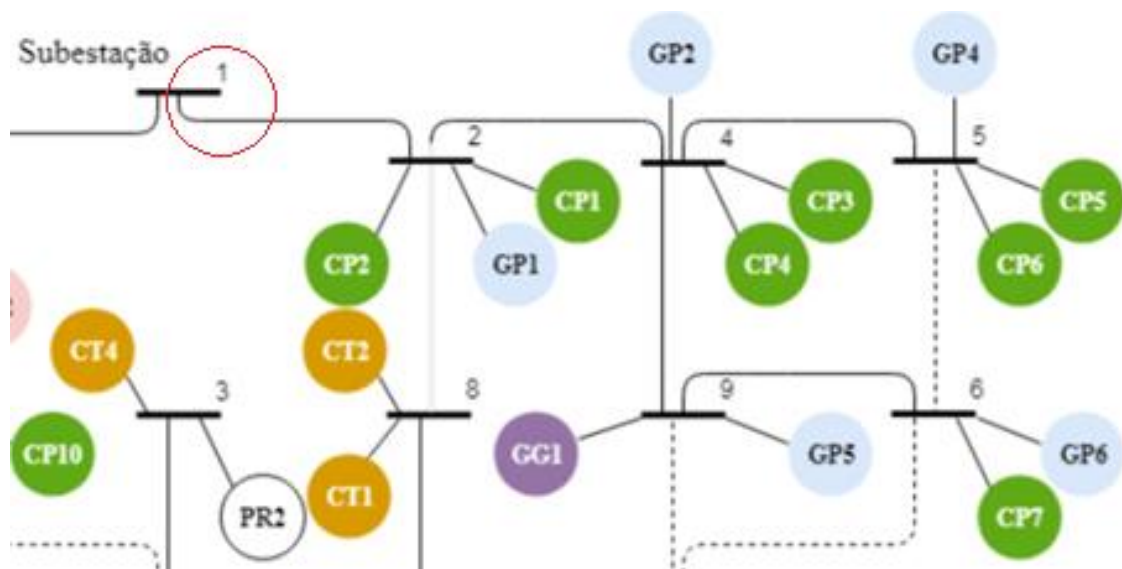 Subestação
1
GP2
GP4
2
4
5
CP1
CP3
CP5
CP2
GP1
CP4
CP6
CT4
CT2
3
8
9
6
CP10
GG1
GP5
GP6
PR2
CT1
CP7